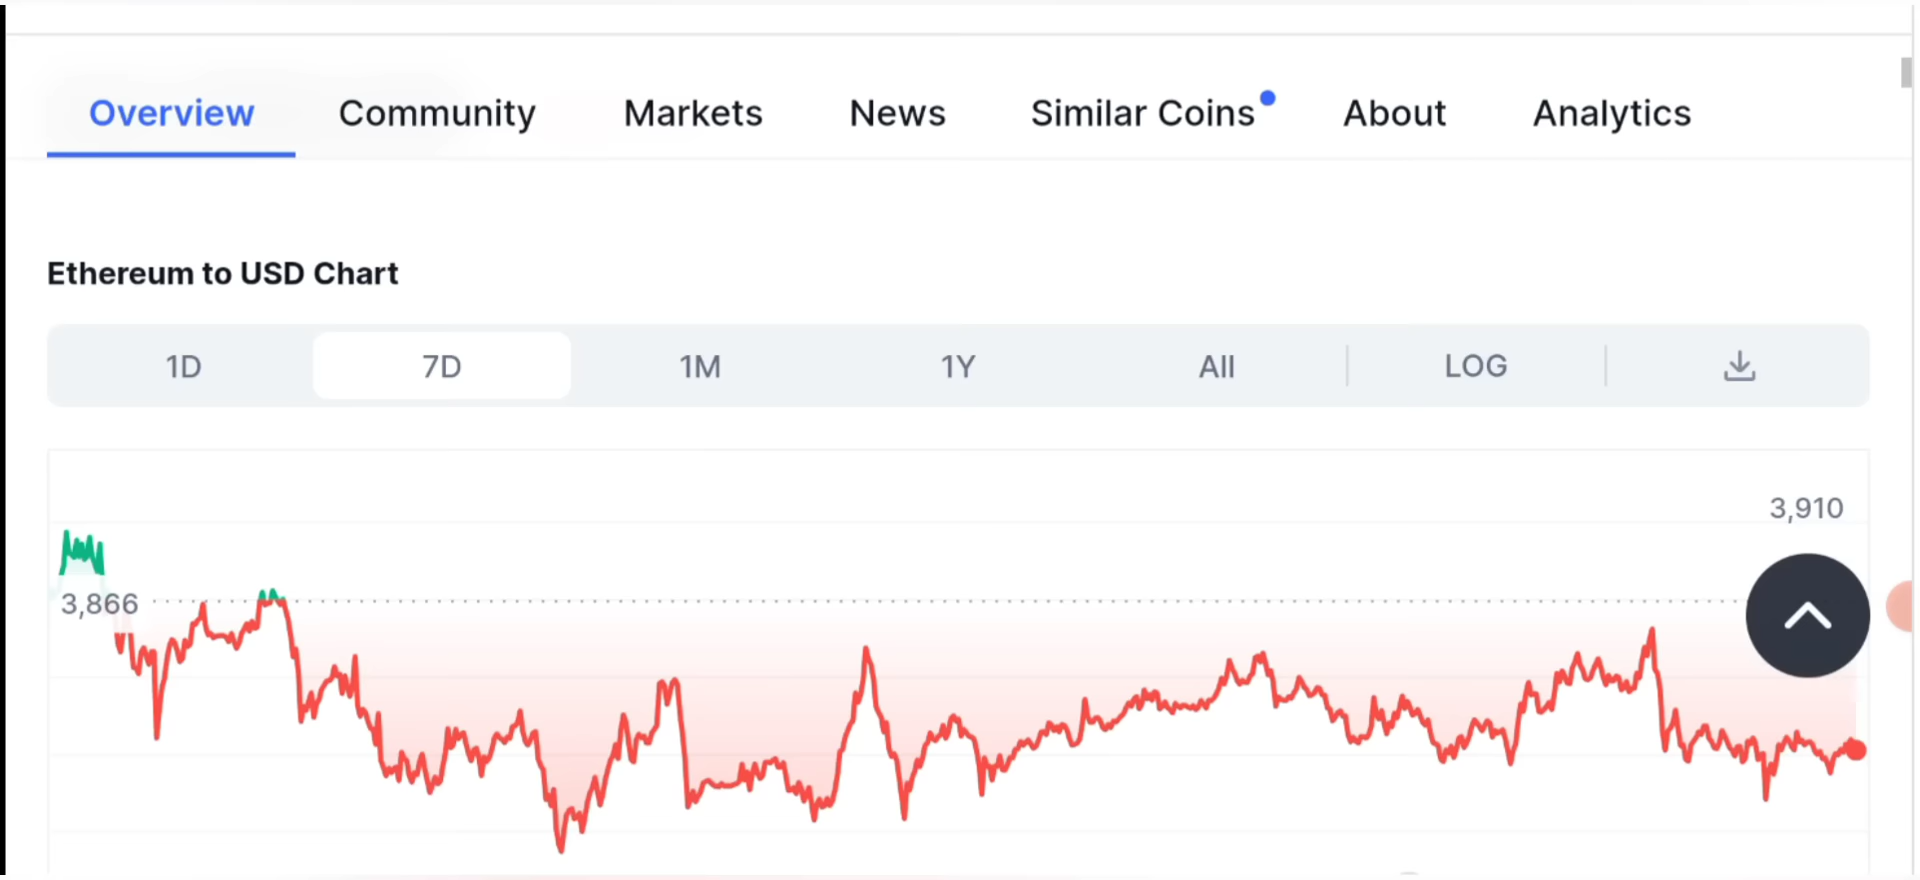 Overview Community Markets News Similar Coins About Analytics
Ethereum to USD Chart
1D 7D 1M 1Y All LOG
3,910
3,866